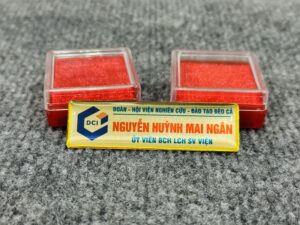 ĐOÀN - HỘI VIỆN NGHIÊN CỨU - ĐÀO TẠO ĐÈO CẢ
DCI
NGUYỄN HUỲNH MAI NGÂN
ỦY VIÊN BCH LCH SV VIỆN